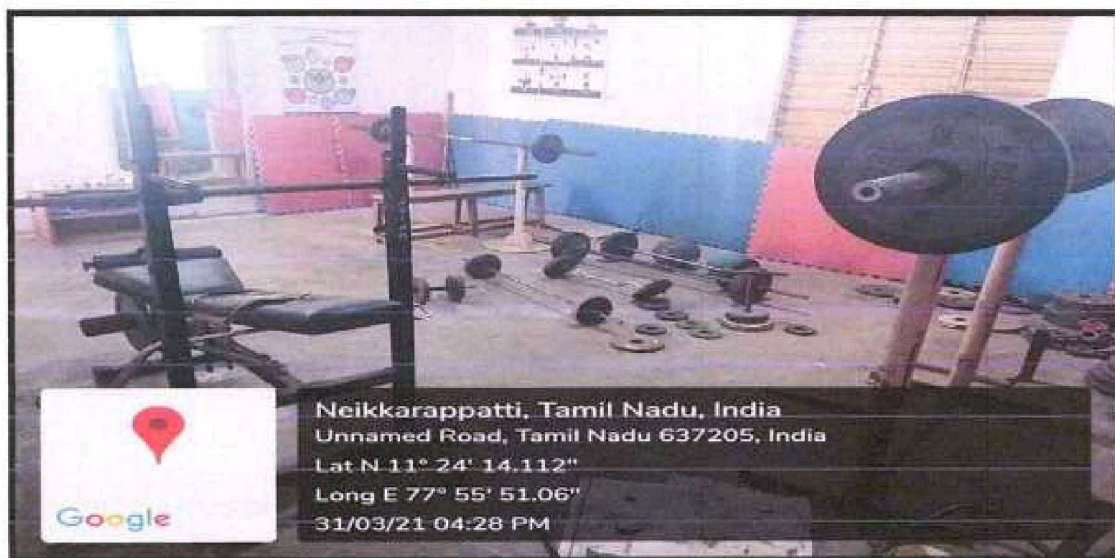 Neikkarappatti, Tamil Nadu, India
Unnamed Road, Tamil Nadu 637205, India
Lat N 11° 24' 14.112"
Long E 77° 55' 51.06"
31/03/21 04:28 PM
Google